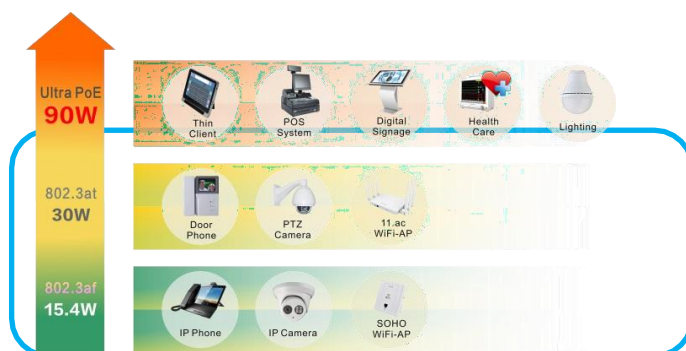 Ultra PoE
90W
Thin
Client
POS
System
Digital
Signage
Health
Care
Lighting
802.3at
30W
Door
Phone
PTZ
Camera
11.ac
WiFi-AP
802.3af
15.4W
IP Phone
IP Camera
SOHO
WiFi-AP